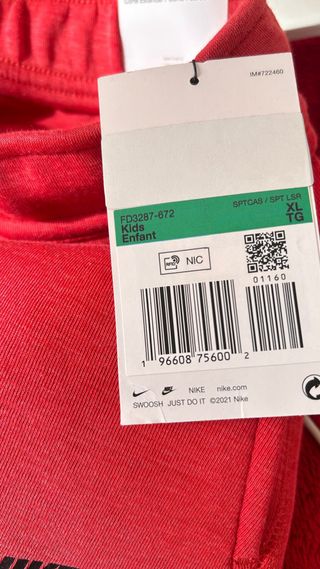 IM#722460
SPTCAS / SPT LSR
FD3287-672
Kids
Enfant
XL
TG
RFID
NIC
01160
1 96608 75600 2
NIKE nike.com
SWOOSH JUST DO IT ©2021 Nike